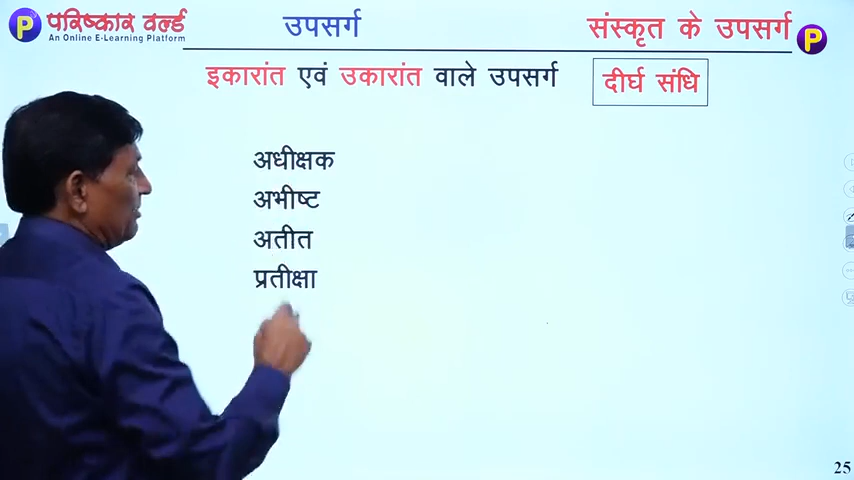 परिष्कार वर्ल्ड
An Online E-Learning Platform
उपसर्ग
संस्कृत के उपसर्ग
इकारांत एवं उकारांत वाले उपसर्ग
दीर्घ संधि
अधीक्षक
अभीष्ट
अतीत
प्रतीक्षा
25